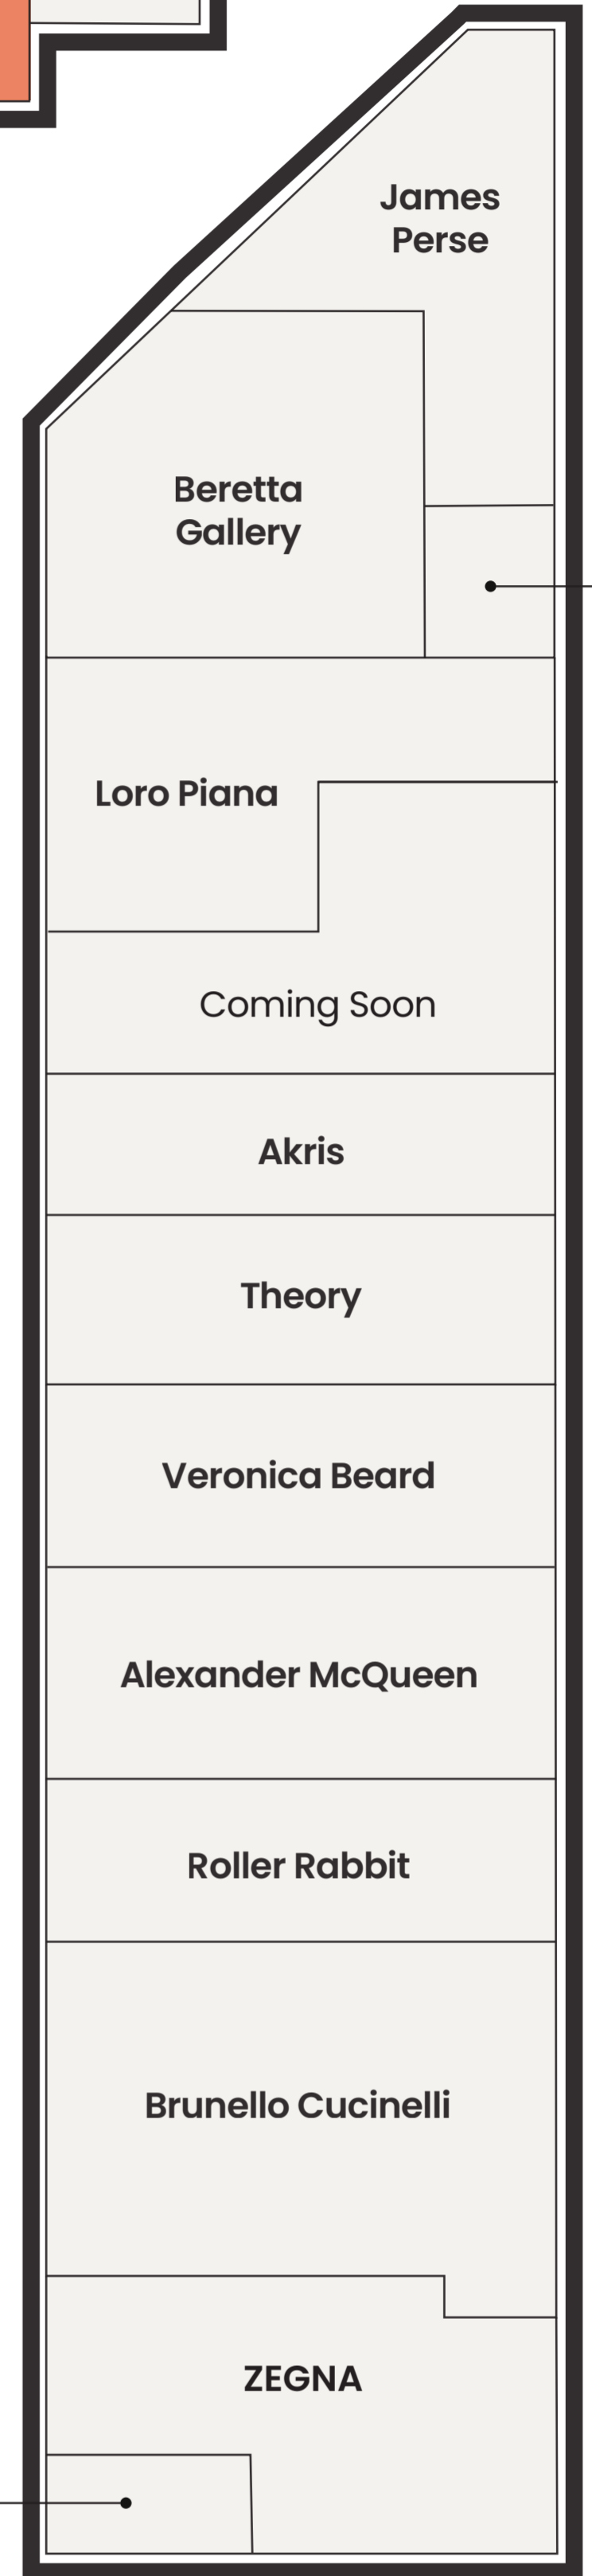 James
Perse
Beretta
Gallery
Loro Piana
Coming Soon
Akris
Theory
Veronica Beard
Alexander McQueen
Roller Rabbit
Brunello Cucinelli
ZEGNA